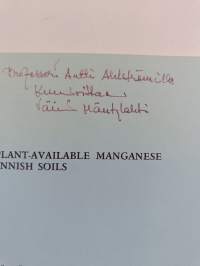 Professori Antti Ahlströmille
Kunnioittaen
Väinö Mäntylahti
PLANT-AVAILABLE MANGANESE
NNISH SOILS